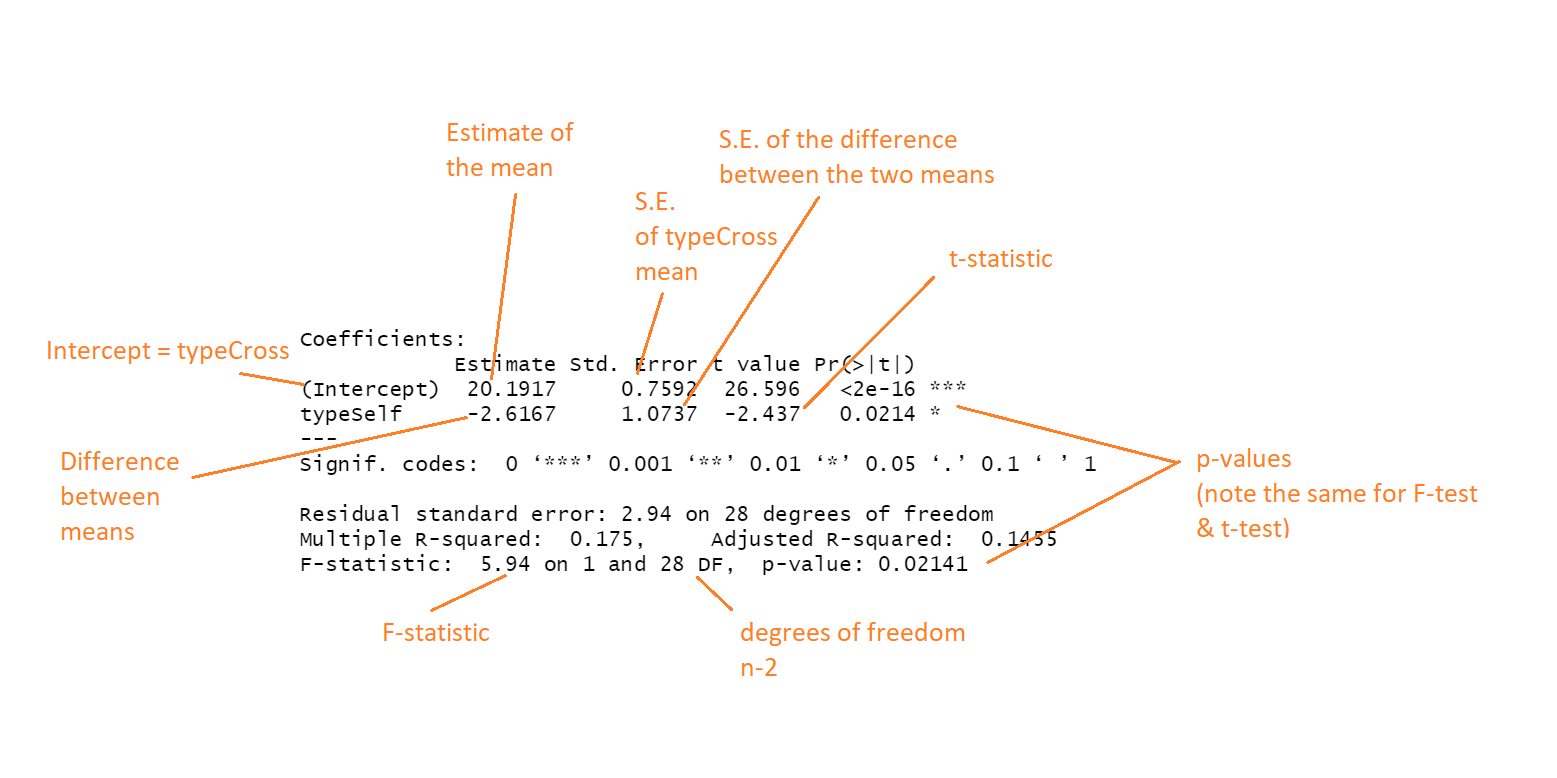 Estimate of
the mean
S.E. of the difference
between the two means
S.E.
of typeCross
mean
t-statistic
Intercept = typeCross
Coefficients:
Estimate Std. Error t value Pr(>|t|)
(Intercept) 20.1917 0.7592 26.596 <2e-16 ***
typeSelf -2.6167 1.0737 -2.437 0.0214 *
---
Signif. codes: 0 ‘***’ 0.001 ‘**’ 0.01 ‘*’ 0.05 ‘.’ 0.1 ‘ ’ 1
Difference
between
means
p-values
(note the same for F-test
& t-test)
Residual standard error: 2.94 on 28 degrees of freedom
Multiple R-squared: 0.175, Adjusted R-squared: 0.1455
F-statistic: 5.94 on 1 and 28 DF, p-value: 0.02141
F-statistic
degrees of freedom
n-2